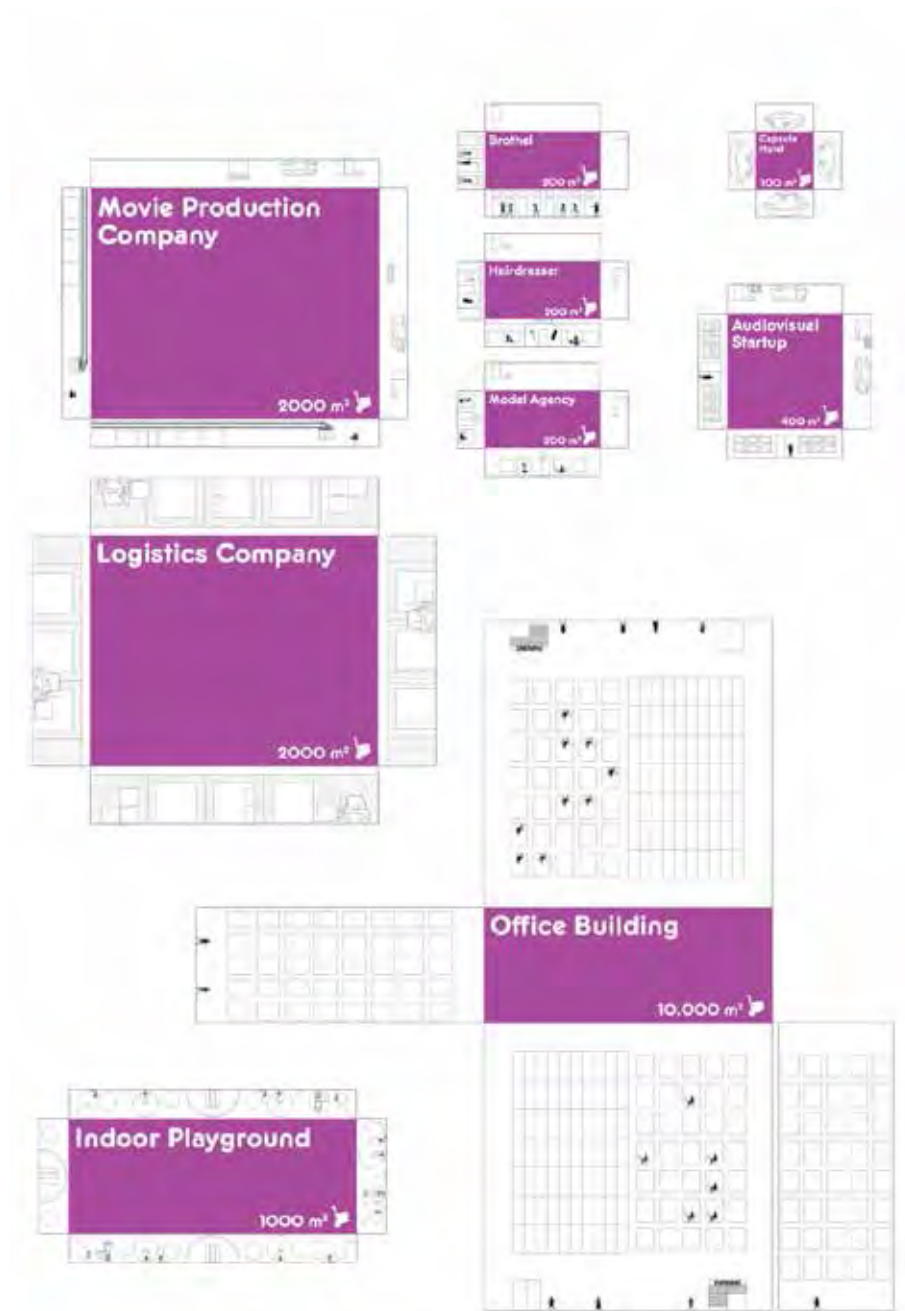 Brothel
200 m²
Capsule
Hotel
100 m²
Movie Production
Company
2000 m²
Hairdresser
200 m²
Audiovisual
Startup
400 m²
Model Agency
200 m²
Logistics Company
2000 m²
Office Building
10.000 m²
Indoor Playground
1000 m²